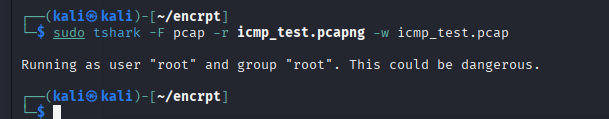 ┌──(kali㉿kali)-[~/encrpt]
└─$ sudo tshark -F pcap -r icmp_test.pcapng -w icmp_test.pcap
Running as user "root" and group "root". This could be dangerous.
┌──(kali㉿kali)-[~/encrpt]
└─$